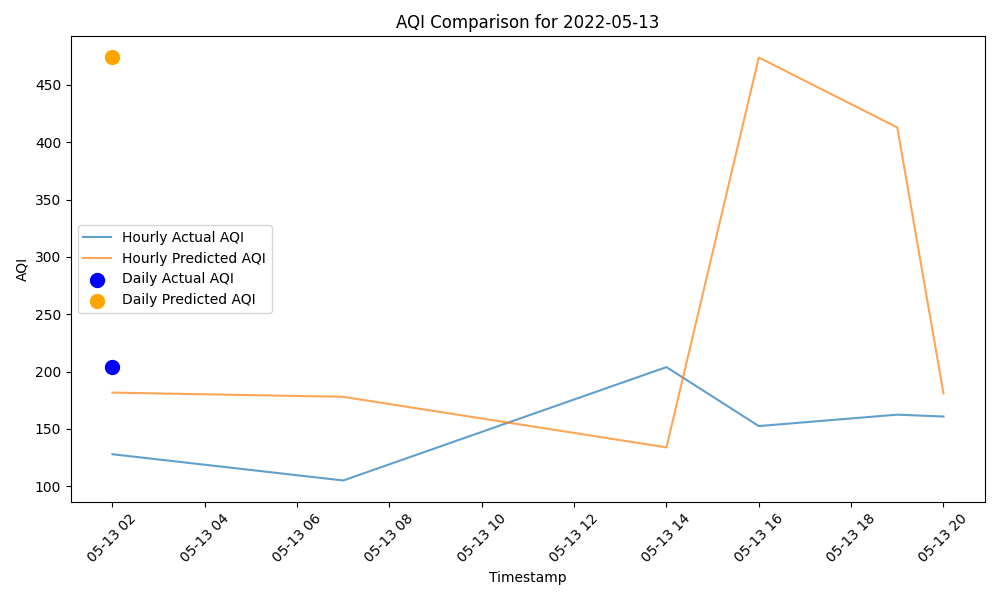 AQI Comparison for 2022-05-13
AQI
450
400
350
300
250
200
150
100
Hourly Actual AQI
Hourly Predicted AQI
Daily Actual AQI
Daily Predicted AQI
05-13 02
05-13 04
05-13 06
05-13 08
05-13 10
05-13 12
05-13 14
05-13 16
05-13 18
05-13 20
Timestamp